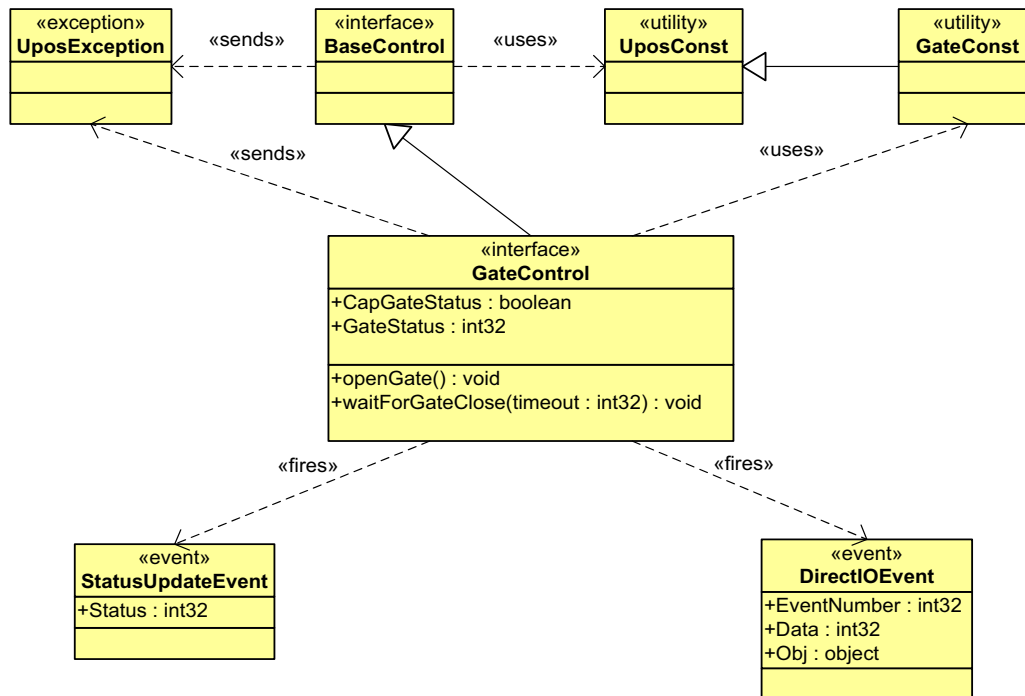 «exception»
UposException
«sends»
«interface»
BaseControl
«uses»
«utility»
UposConst
«utility»
GateConst
«sends»
«uses»
«interface»
GateControl
+CapGateStatus : boolean
+GateStatus : int32
+openGate() : void
+waitForGateClose(timeout : int32) : void
«fires»
«fires»
«event»
StatusUpdateEvent
+Status : int32
«event»
DirectIOEvent
+EventNumber : int32
+Data : int32
+Obj : object